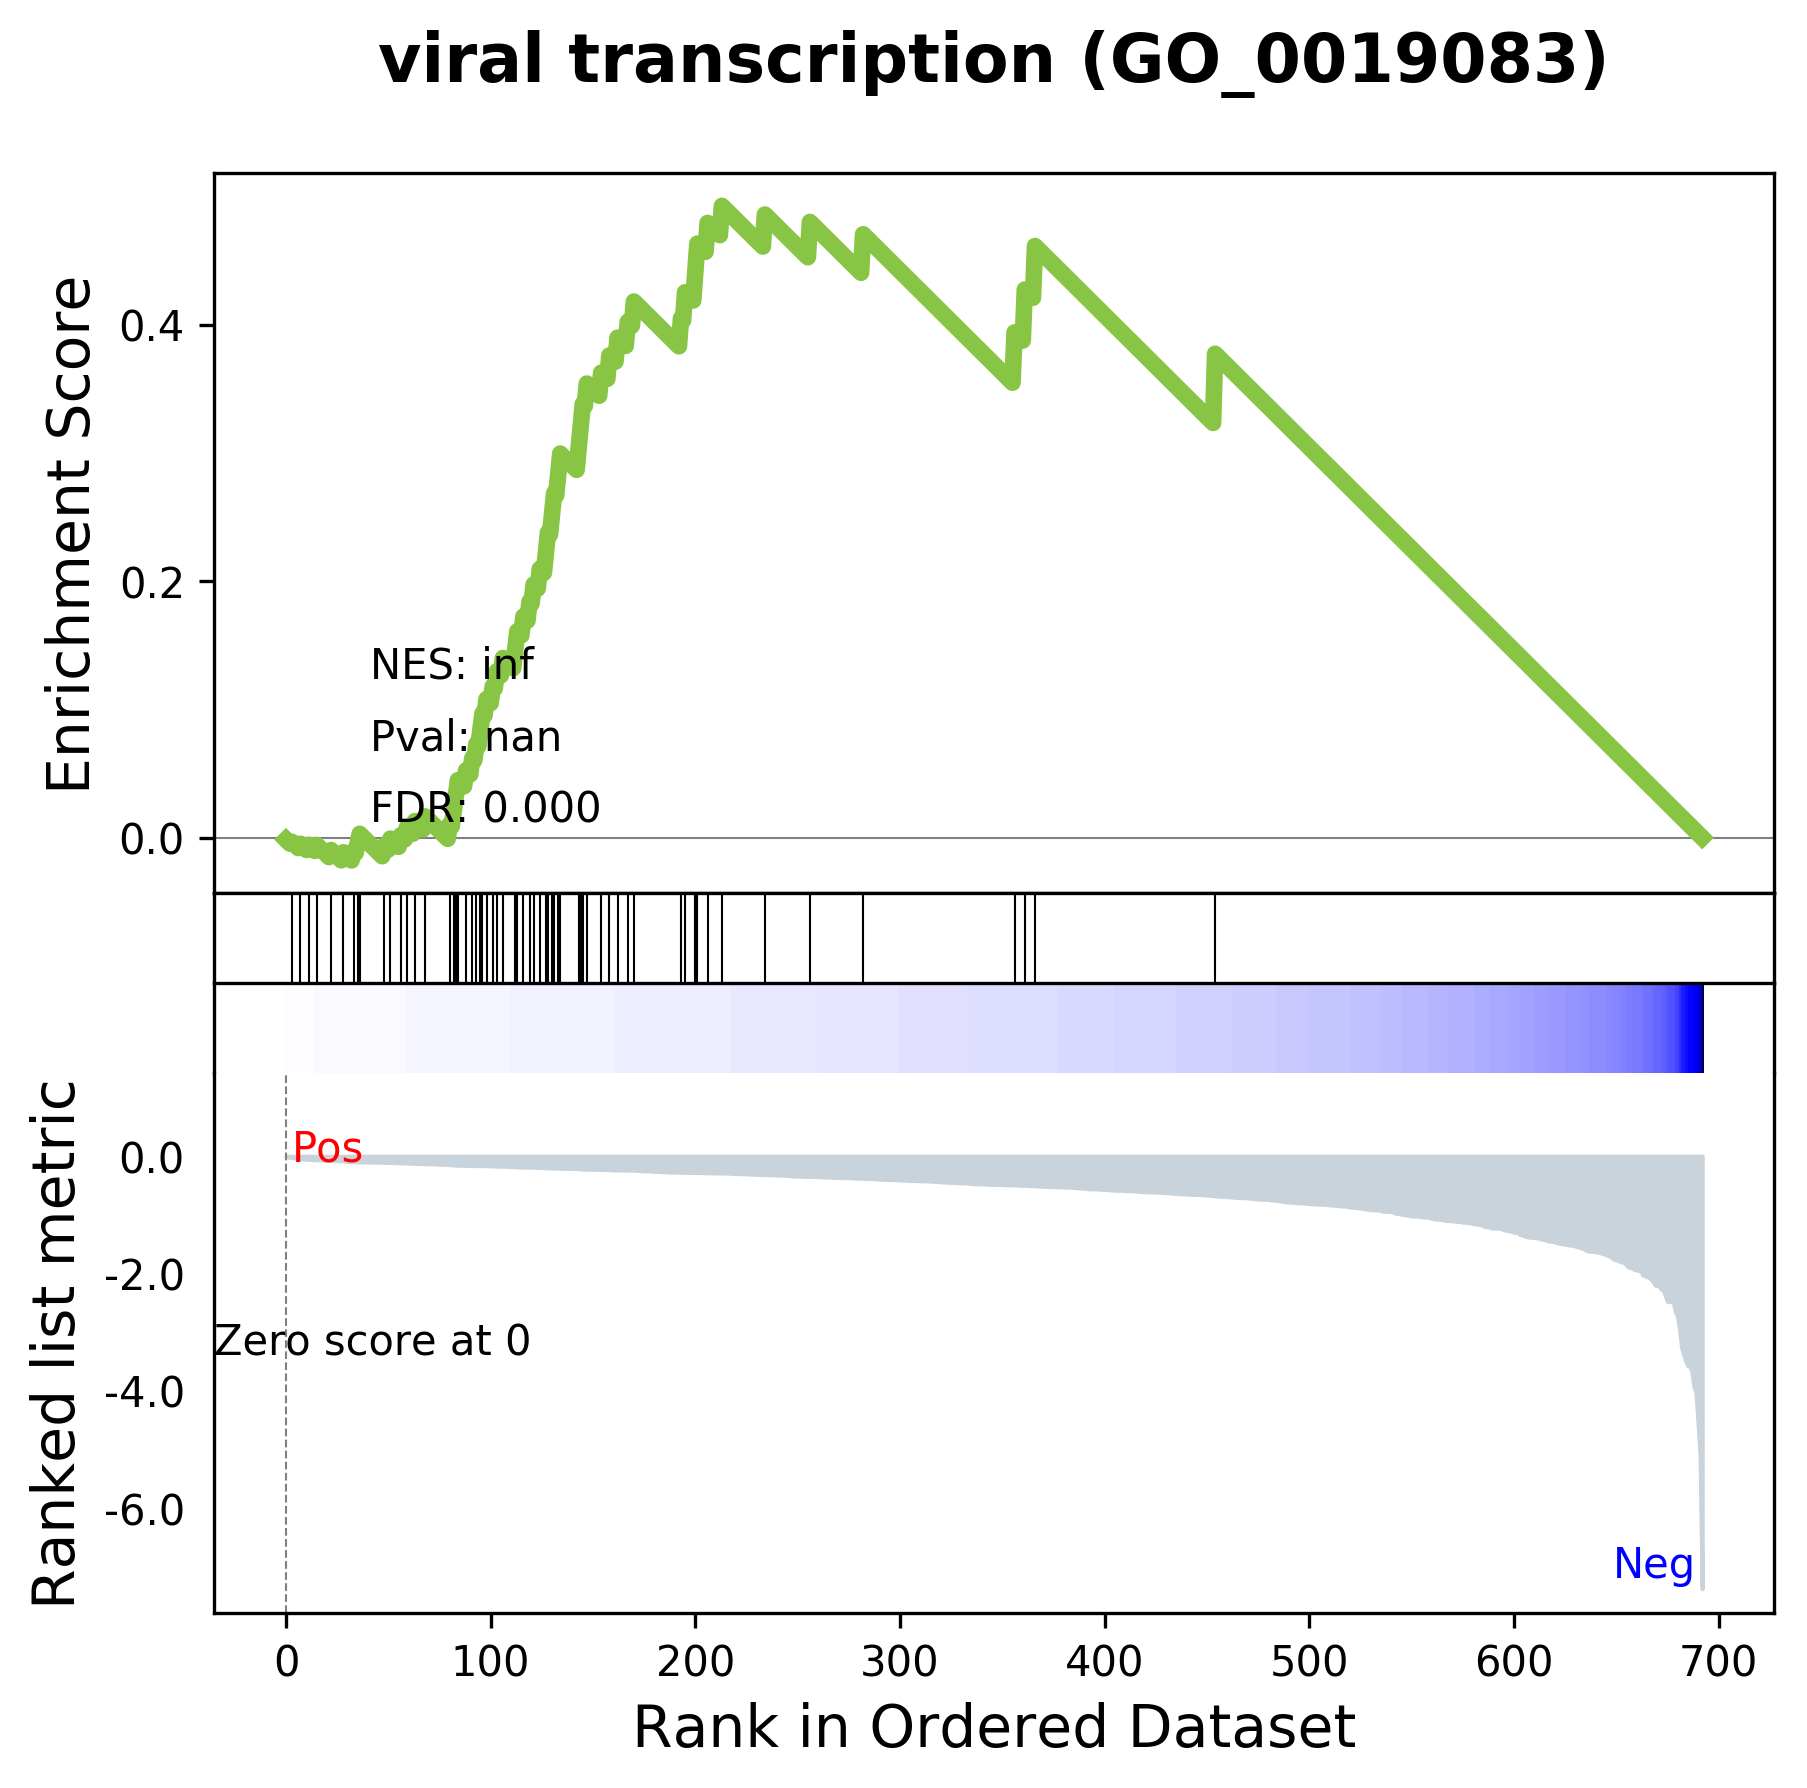 viral transcription (GO_0019083)
Enrichment Score
0.4
0.2
0.0
NES: inf
Pval: nan
FDR: 0.000
Ranked list metric
0.0
-2.0
-4.0
-6.0
Pos
Zero score at 0
Neg
0 100 200 300 400 500 600 700
Rank in Ordered Dataset